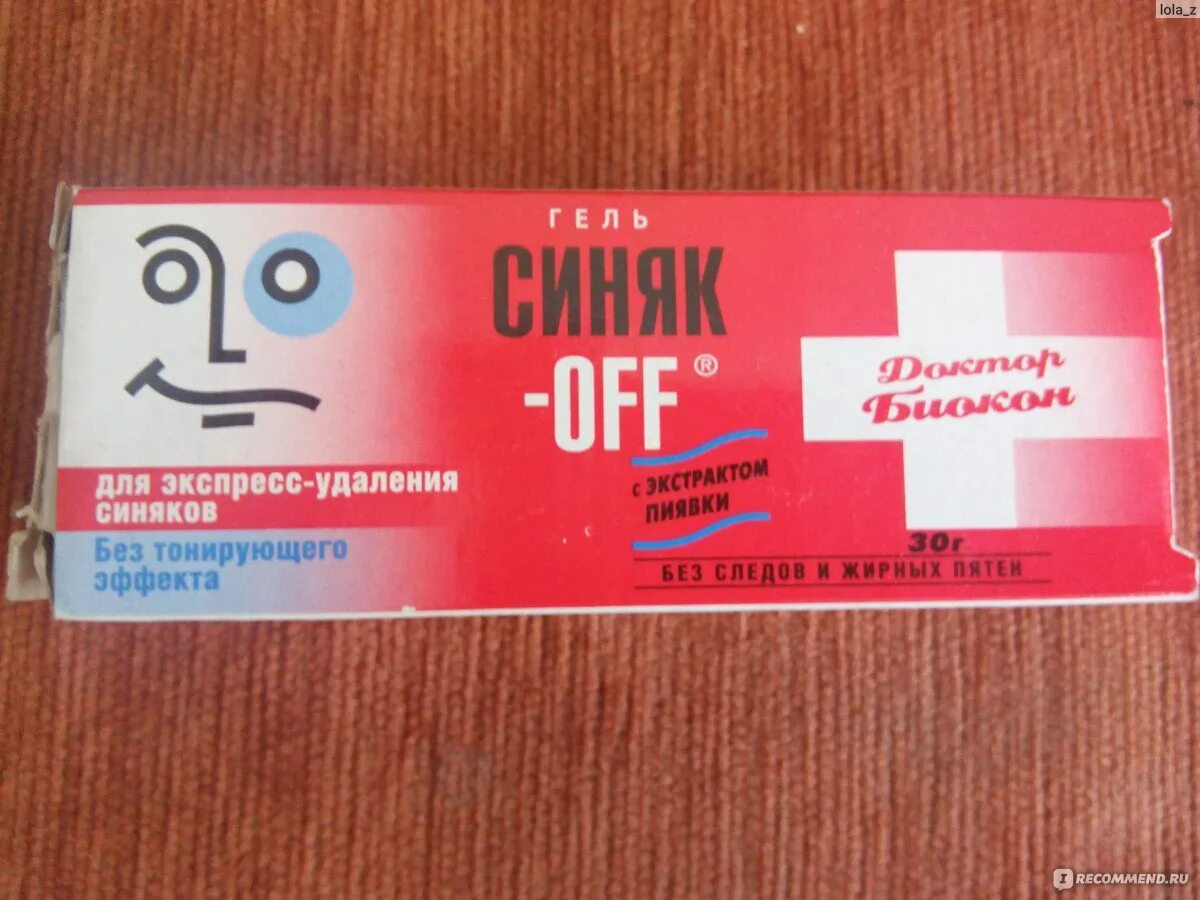 lola_z
ГЕЛЬ
СИНЯК
-OFF®
с ЭКСТРАКТОМ
ПИЯВКИ
Доктор
Биокон
для экспресс-удаления
синяков
Без тонирующего
эффекта
30г
БЕЗ СЛЕДОВ И ЖИРНЫХ ПЯТЕН
IRECOMMEND.RU